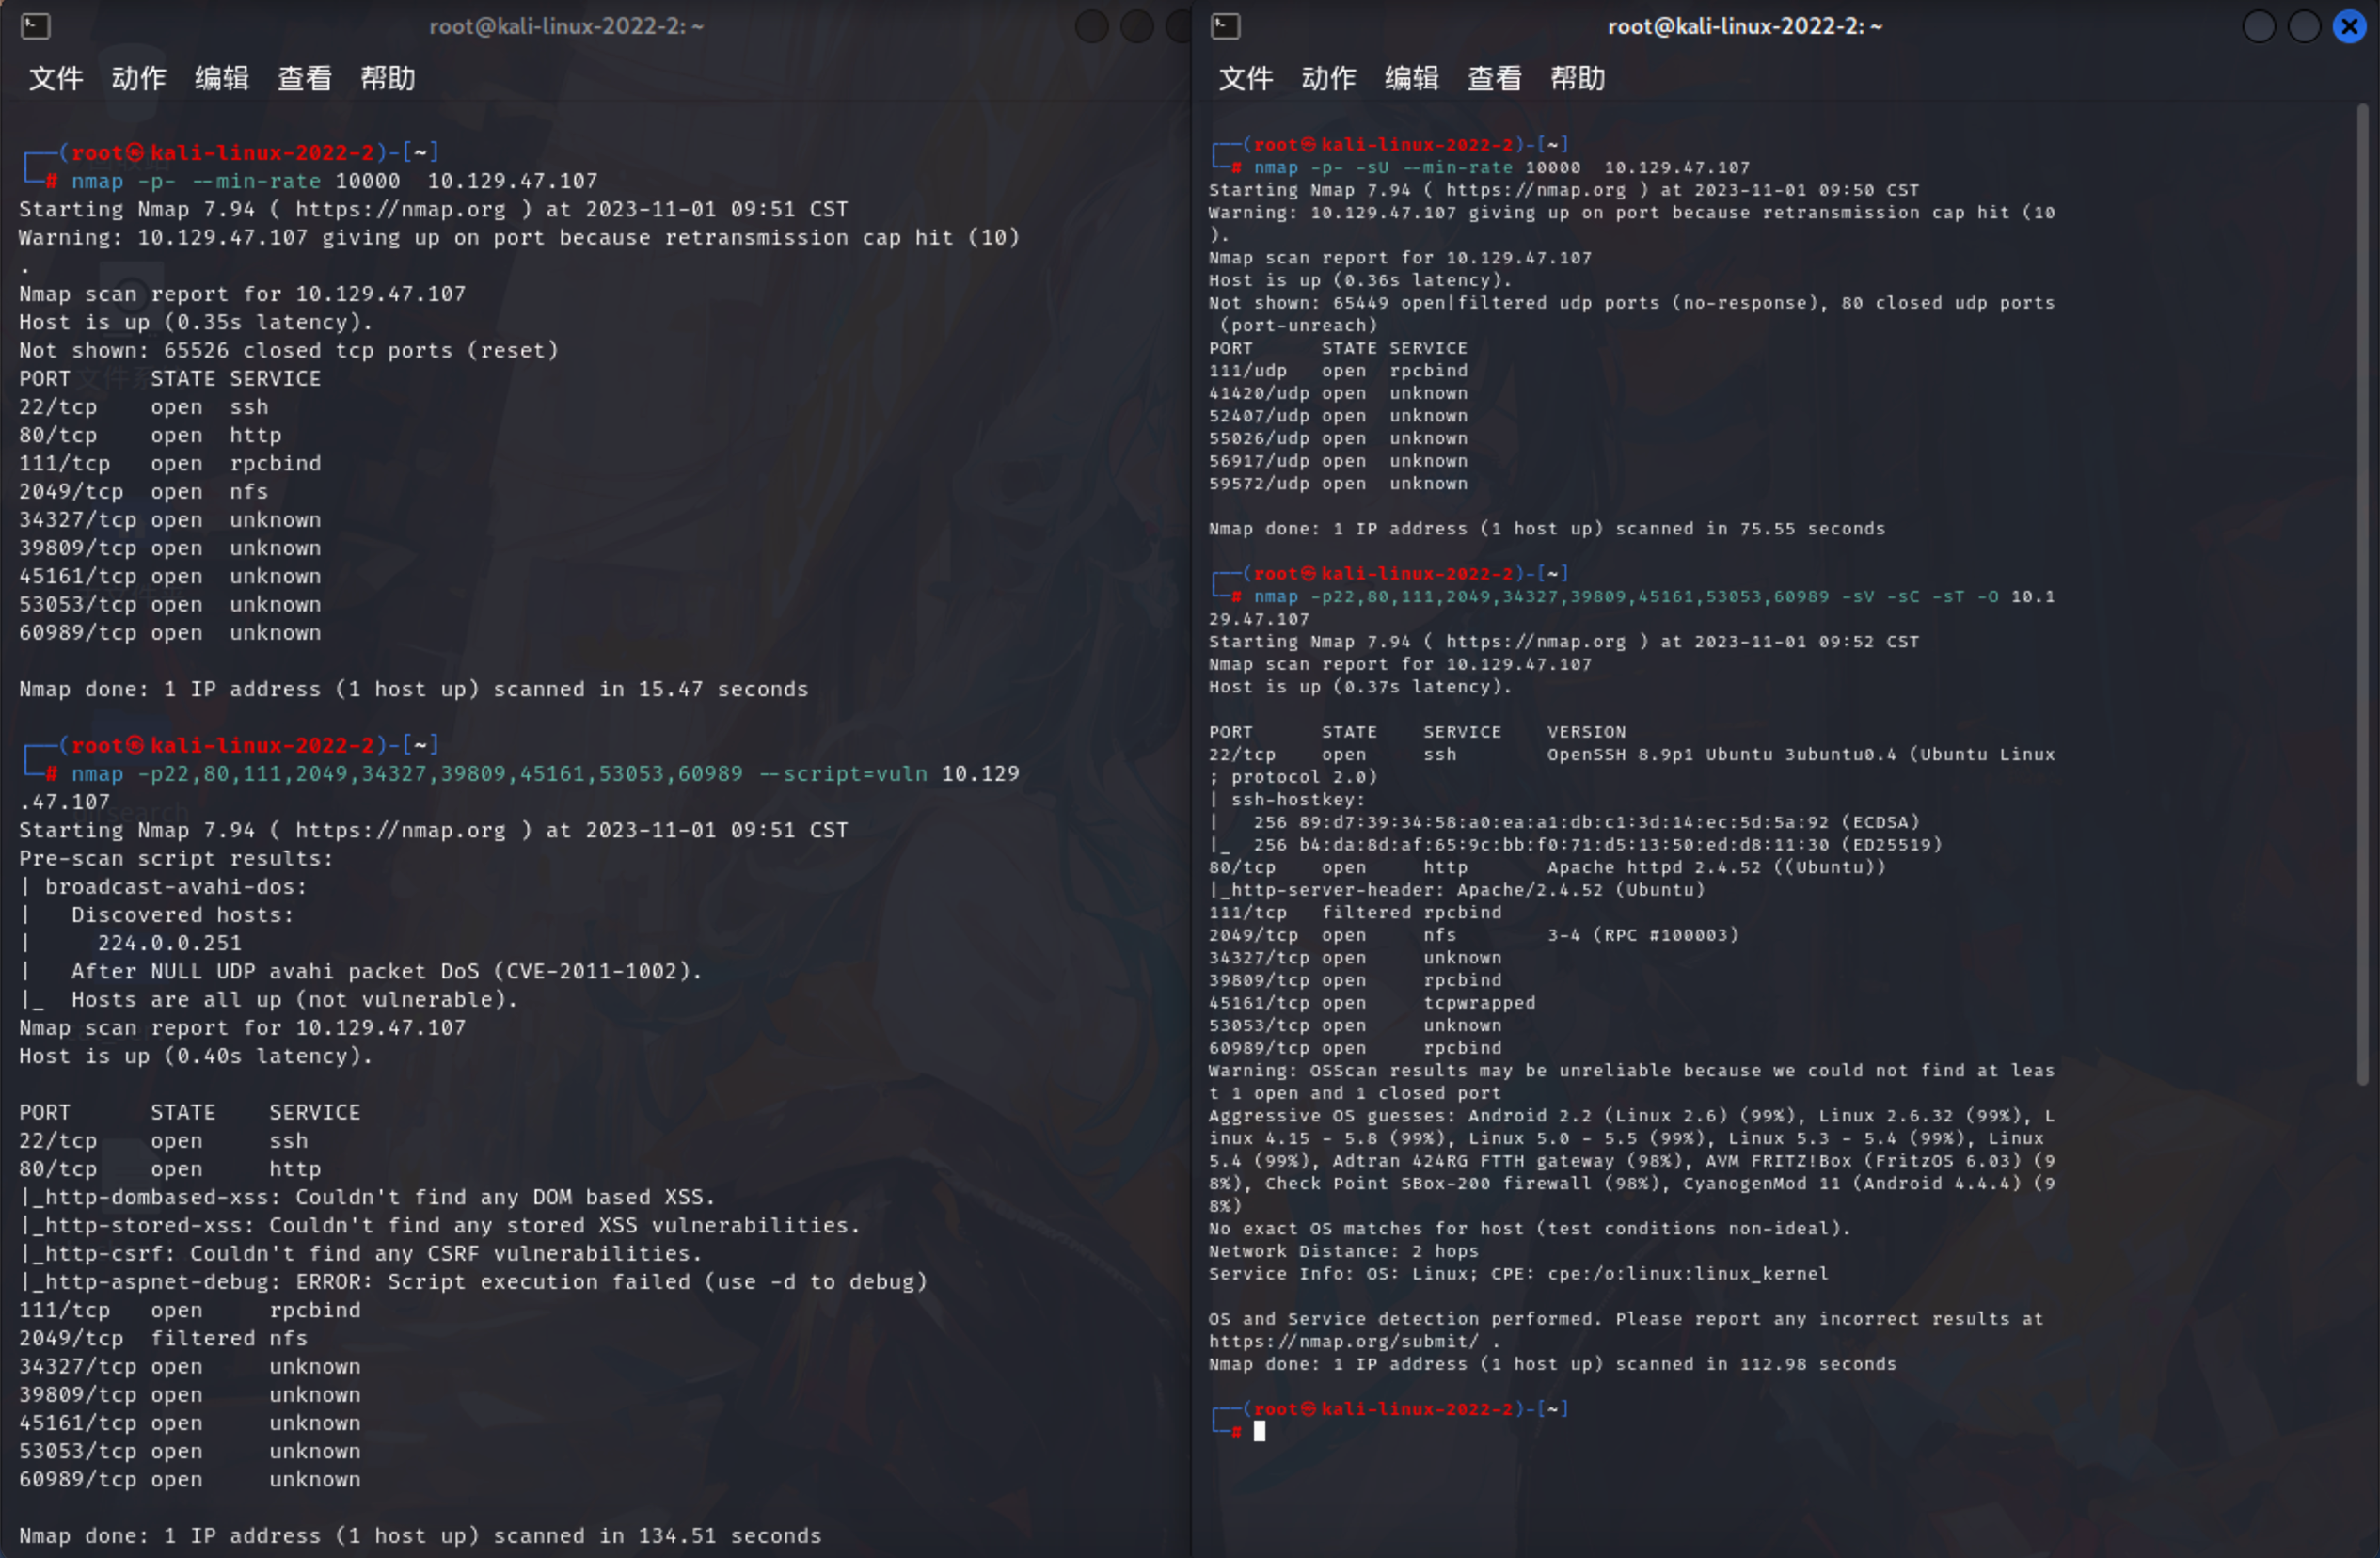 root@kali-linux-2022-2: ~
文件 动作 编辑 查看 帮助
┌──(root㉿kali-linux-2022-2)-[~]
└─# nmap -p- --min-rate 10000  10.129.47.107
Starting Nmap 7.94 ( https://nmap.org ) at 2023-11-01 09:51 CST
Warning: 10.129.47.107 giving up on port because retransmission cap hit (10)
.
Nmap scan report for 10.129.47.107
Host is up (0.35s latency).
Not shown: 65526 closed tcp ports (reset)
PORT      STATE SERVICE
22/tcp    open  ssh
80/tcp    open  http
111/tcp   open  rpcbind
2049/tcp  open  nfs
34327/tcp open  unknown
39809/tcp open  unknown
45161/tcp open  unknown
53053/tcp open  unknown
60989/tcp open  unknown
Nmap done: 1 IP address (1 host up) scanned in 15.47 seconds
┌──(root㉿kali-linux-2022-2)-[~]
└─# nmap -p22,80,111,2049,34327,39809,45161,53053,60989 --script=vuln 10.129
.47.107
Starting Nmap 7.94 ( https://nmap.org ) at 2023-11-01 09:51 CST
Pre-scan script results:
| broadcast-avahi-dos:
|   Discovered hosts:
|     224.0.0.251
|   After NULL UDP avahi packet DoS (CVE-2011-1002).
|_  Hosts are all up (not vulnerable).
Nmap scan report for 10.129.47.107
Host is up (0.40s latency).
PORT      STATE    SERVICE
22/tcp    open     ssh
80/tcp    open     http
|_http-dombased-xss: Couldn't find any DOM based XSS.
|_http-stored-xss: Couldn't find any stored XSS vulnerabilities.
|_http-csrf: Couldn't find any CSRF vulnerabilities.
|_http-aspnet-debug: ERROR: Script execution failed (use -d to debug)
111/tcp   open     rpcbind
2049/tcp  filtered nfs
34327/tcp open     unknown
39809/tcp open     unknown
45161/tcp open     unknown
53053/tcp open     unknown
60989/tcp open     unknown
Nmap done: 1 IP address (1 host up) scanned in 134.51 seconds
root@kali-linux-2022-2: ~
文件 动作 编辑 查看 帮助
┌──(root㉿kali-linux-2022-2)-[~]
└─# nmap -p- -sU --min-rate 10000  10.129.47.107
Starting Nmap 7.94 ( https://nmap.org ) at 2023-11-01 09:50 CST
Warning: 10.129.47.107 giving up on port because retransmission cap hit (10
).
Nmap scan report for 10.129.47.107
Host is up (0.36s latency).
Not shown: 65449 open|filtered udp ports (no-response), 80 closed udp ports
 (port-unreach)
PORT      STATE SERVICE
111/udp   open  rpcbind
41420/udp open  unknown
52407/udp open  unknown
55026/udp open  unknown
56917/udp open  unknown
59572/udp open  unknown
Nmap done: 1 IP address (1 host up) scanned in 75.55 seconds
┌──(root㉿kali-linux-2022-2)-[~]
└─# nmap -p22,80,111,2049,34327,39809,45161,53053,60989 -sV -sC -sT -O 10.1
29.47.107
Starting Nmap 7.94 ( https://nmap.org ) at 2023-11-01 09:52 CST
Nmap scan report for 10.129.47.107
Host is up (0.37s latency).
PORT      STATE    SERVICE    VERSION
22/tcp    open     ssh        OpenSSH 8.9p1 Ubuntu 3ubuntu0.4 (Ubuntu Linux
; protocol 2.0)
| ssh-hostkey:
|   256 89:d7:39:34:58:a0:ea:a1:db:c1:3d:14:ec:5d:5a:92 (ECDSA)
|_  256 b4:da:8d:af:65:9c:bb:f0:71:d5:13:50:ed:d8:11:30 (ED25519)
80/tcp    open     http       Apache httpd 2.4.52 ((Ubuntu))
|_http-server-header: Apache/2.4.52 (Ubuntu)
111/tcp   filtered rpcbind
2049/tcp  open     nfs        3-4 (RPC #100003)
34327/tcp open     unknown
39809/tcp open     rpcbind
45161/tcp open     tcpwrapped
53053/tcp open     unknown
60989/tcp open     rpcbind
Warning: OSScan results may be unreliable because we could not find at leas
t 1 open and 1 closed port
Aggressive OS guesses: Android 2.2 (Linux 2.6) (99%), Linux 2.6.32 (99%), L
inux 4.15 - 5.8 (99%), Linux 5.0 - 5.5 (99%), Linux 5.3 - 5.4 (99%), Linux
5.4 (99%), Adtran 424RG FTTH gateway (98%), AVM FRITZ!Box (FritzOS 6.03) (9
8%), Check Point SBox-200 firewall (98%), CyanogenMod 11 (Android 4.4.4) (9
8%)
No exact OS matches for host (test conditions non-ideal).
Network Distance: 2 hops
Service Info: OS: Linux; CPE: cpe:/o:linux:linux_kernel
OS and Service detection performed. Please report any incorrect results at
https://nmap.org/submit/ .
Nmap done: 1 IP address (1 host up) scanned in 112.98 seconds
┌──(root㉿kali-linux-2022-2)-[~]
└─#